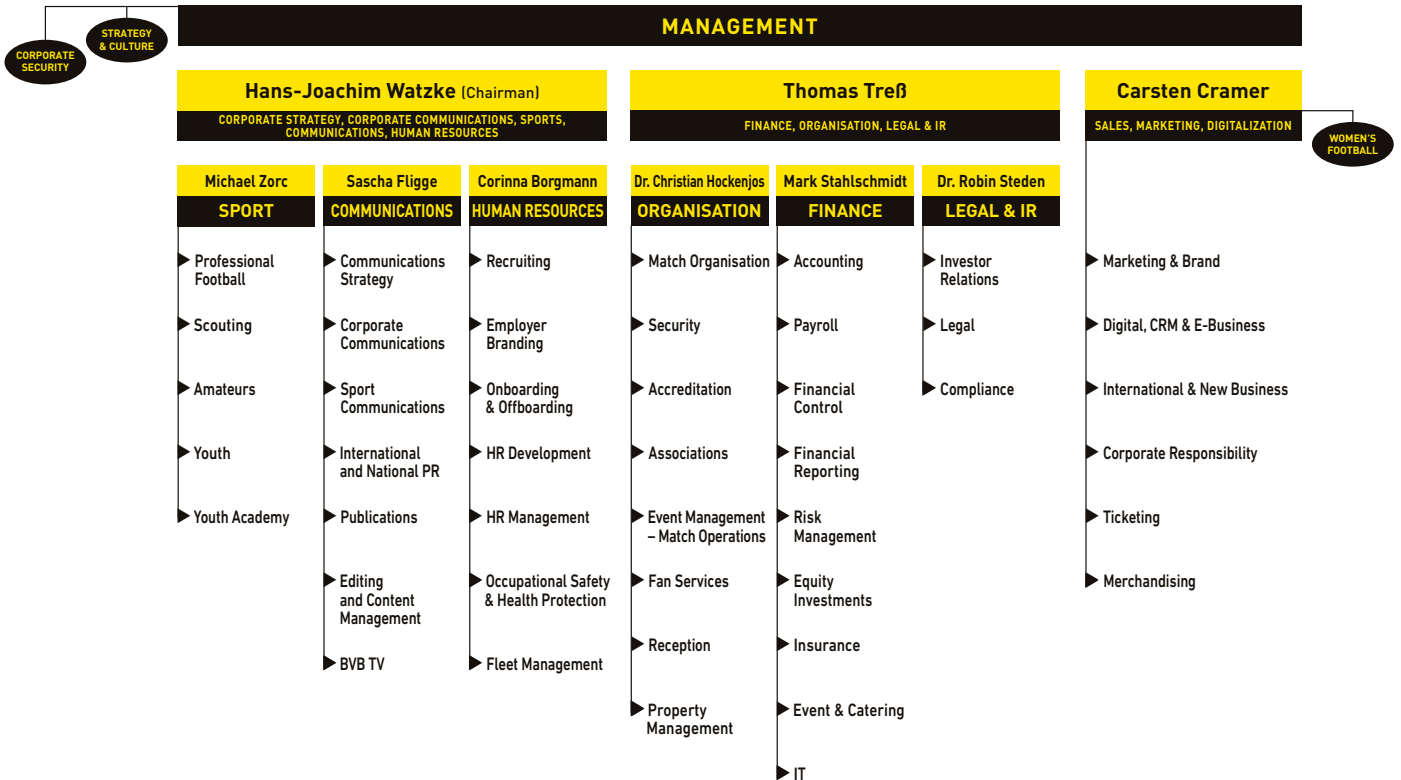 MANAGEMENT
STRATEGY
& CULTURE
CORPORATE
SECURITY
Hans-Joachim Watzke (Chairman)
CORPORATE STRATEGY, CORPORATE COMMUNICATIONS, SPORTS,
COMMUNICATIONS, HUMAN RESOURCES
Thomas Treß
FINANCE, ORGANISATION, LEGAL & IR
Carsten Cramer
SALES, MARKETING, DIGITALIZATION
WOMEN'S
FOOTBALL
Michael Zorc
SPORT
Professional
Football
Scouting
Amateurs
Youth
Youth Academy
Sascha Fligge
COMMUNICATIONS
Communications
Strategy
Corporate
Communications
Sport
Communications
International
and National PR
Publications
Editing
and Content
Management
BVB TV
Corinna Borgmann
HUMAN RESOURCES
Recruiting
Employer
Branding
Onboarding
& Offboarding
HR Development
HR Management
Occupational Safety
& Health Protection
Fleet Management
Dr. Christian Hockenjos
ORGANISATION
Match Organisation
Security
Accreditation
Associations
Event Management
– Match Operations
Fan Services
Reception
Property
Management
Mark Stahlschmidt
FINANCE
Accounting
Payroll
Financial
Control
Financial
Reporting
Risk
Management
Equity
Investments
Insurance
Event & Catering
IT
Dr. Robin Steden
LEGAL & IR
Investor
Relations
Legal
Compliance
Marketing & Brand
Digital, CRM & E-Business
International & New Business
Corporate Responsibility
Ticketing
Merchandising